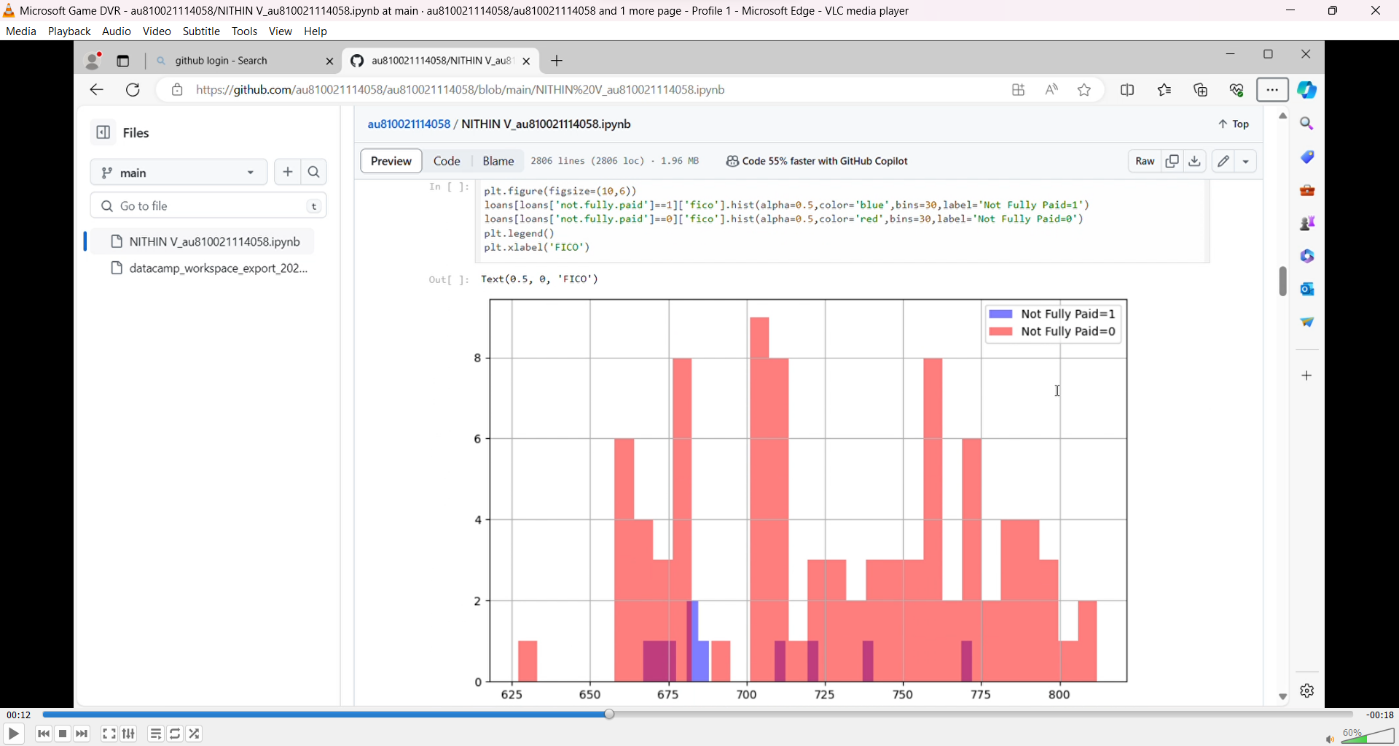 Microsoft Game DVR - au810021114058/NITHIN V_au810021114058.ipynb at main · au810021114058/au810021114058 and 1 more page - Profile 1 - Microsoft Edge - VLC media player
Media Playback Audio Video Subtitle Tools View Help
github login - Search
au810021114058/NITHIN V_au81
https://github.com/au810021114058/au810021114058/blob/main/NITHIN%20V_au810021114058.ipynb
Files
main
Go to file t
NITHIN V_au810021114058.ipynb
datacamp_workspace_export_202...
au810021114058 / NITHIN V_au810021114058.ipynb
Top
Preview Code Blame 2806 lines (2806 loc) · 1.96 MB Code 55% faster with GitHub Copilot
Raw
In [ ]:
plt.figure(figsize=(10,6))
loans[loans['not.fully.paid']==1]['fico'].hist(alpha=0.5,color='blue',bins=30,label='Not Fully Paid=1')
loans[loans['not.fully.paid']==0]['fico'].hist(alpha=0.5,color='red',bins=30,label='Not Fully Paid=0')
plt.legend()
plt.xlabel('FICO')
Out[ ]: Text(0.5, 0, 'FICO')
Not Fully Paid=1
Not Fully Paid=0
8
6
4
2
0
625 650 675 700 725 750 775 800
00:12
-00:18
60%